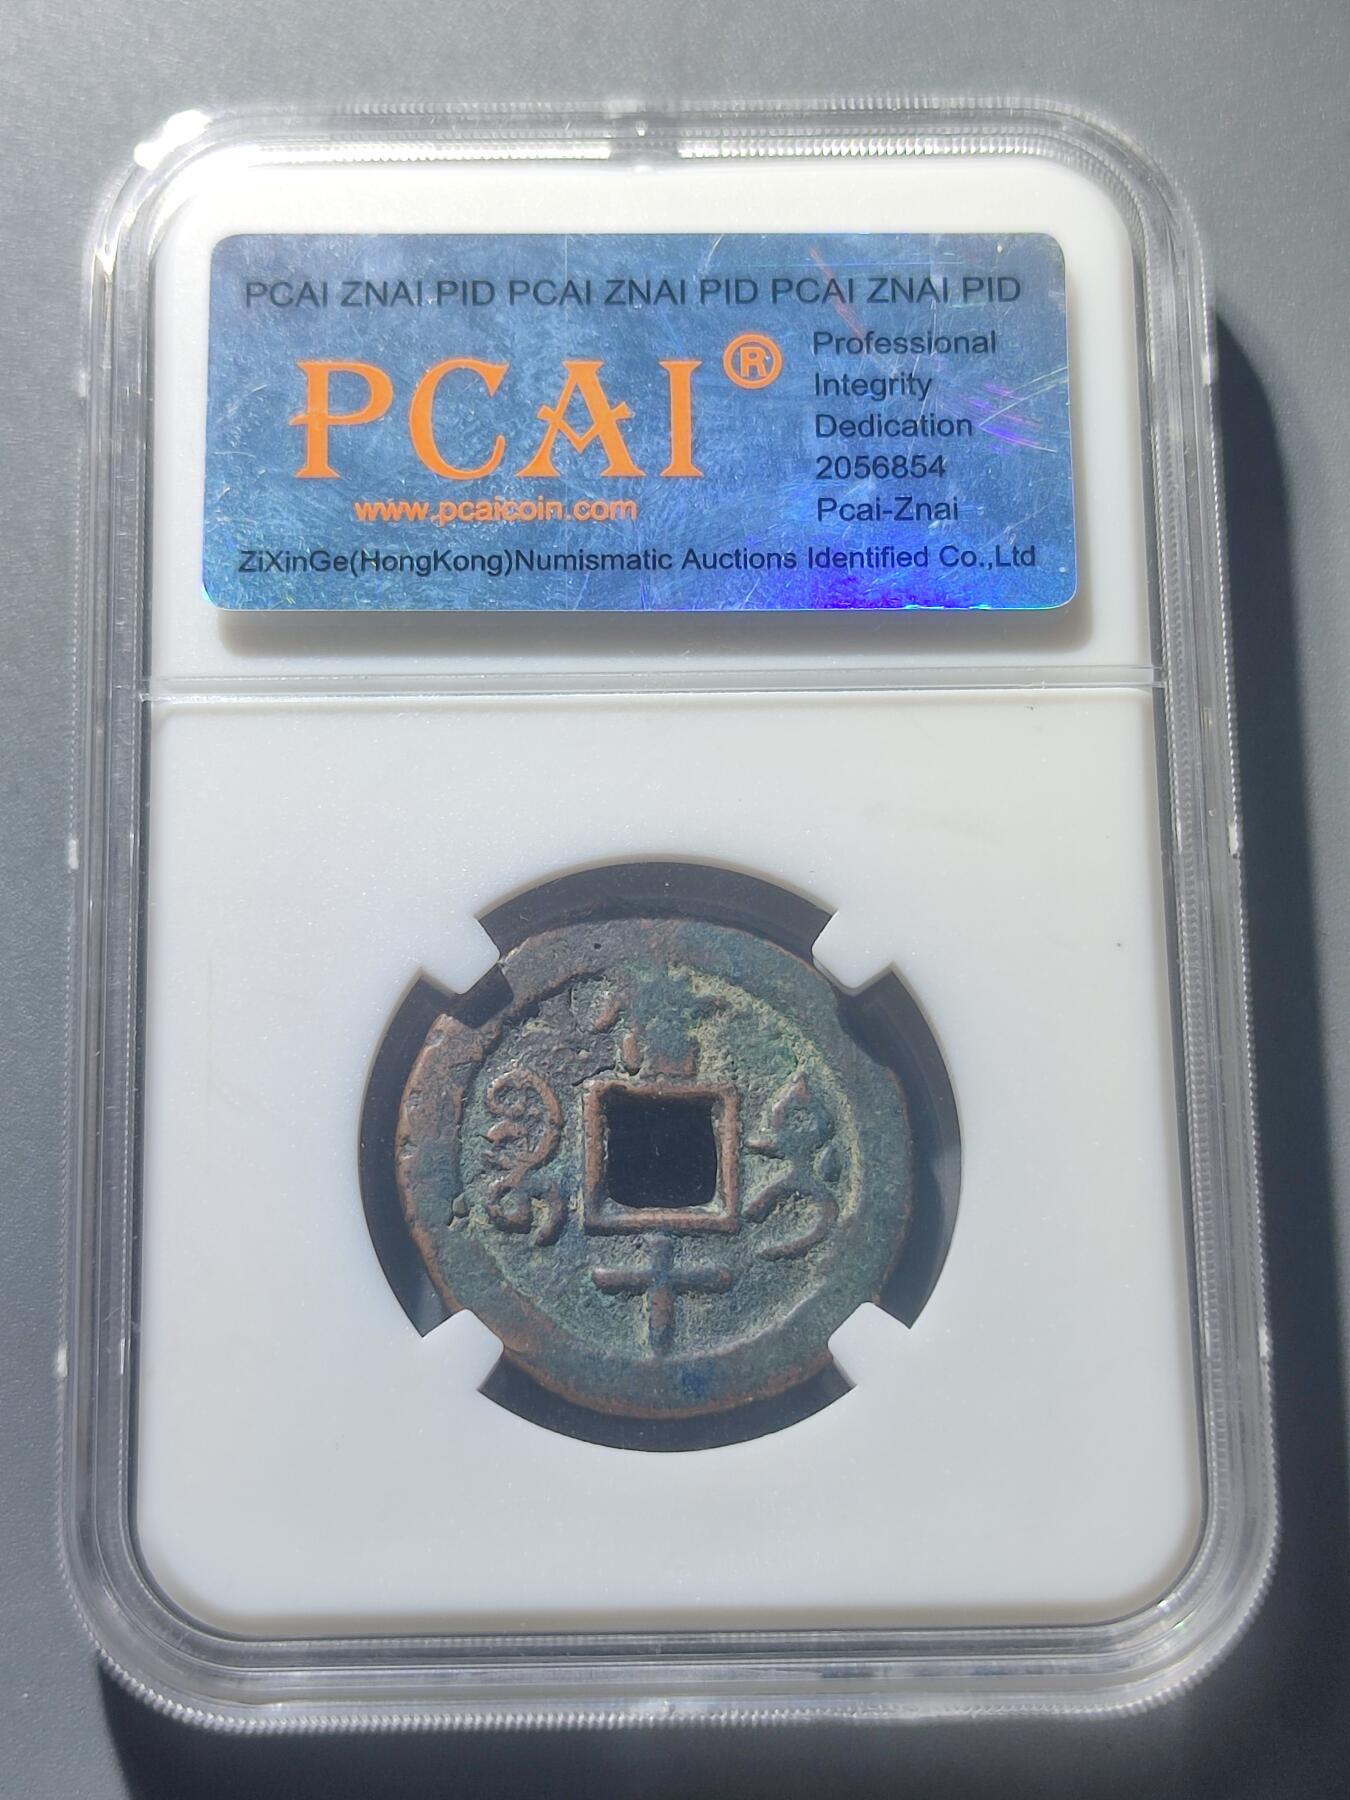 PCAI ZNAI PID PCAI ZNAI PID PCAI ZNAI PID
PCAI®
www.pcaicoin.com
Professional
Integrity
Dedication
2056854
Pcai-Znai
ZiXinGe(HongKong)Numismatic Auctions Identified Co.,Ltd
十